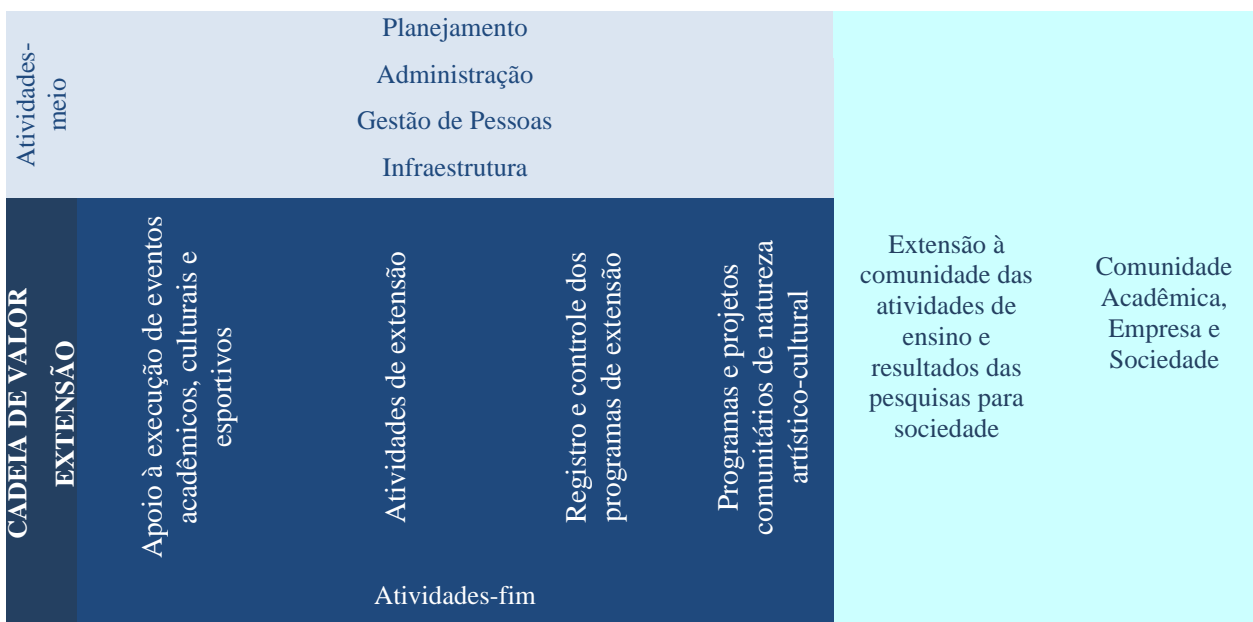 Atividades-
meio
Planejamento
Administração
Gestão de Pessoas
Infraestrutura
CADEIA DE VALOR
EXTENSÃO
Apoio à execução de eventos
acadêmicos, culturais e
esportivos
Atividades de extensão
Registro e controle dos
programas de extensão
Programas e projetos
comunitários de natureza
artístico-cultural
Atividades-fim
Extensão à
comunidade das
atividades de
ensino e
resultados das
pesquisas para
sociedade
Comunidade
Acadêmica,
Empresa e
Sociedade